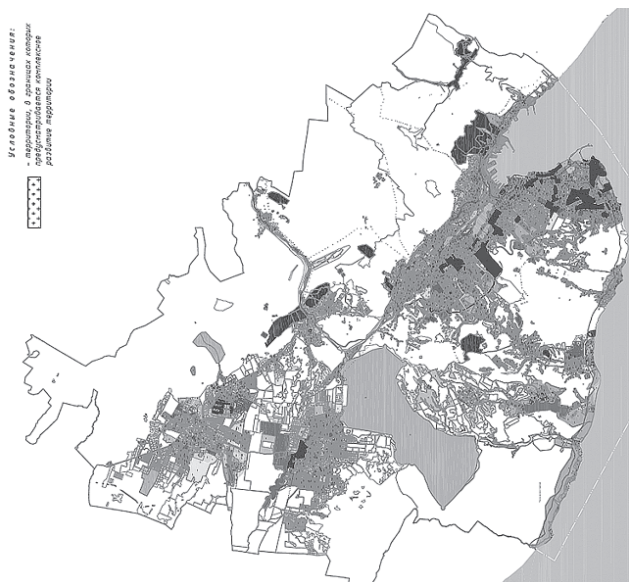 Условные обозначения:
- территории, в границах которых
предусматривается комплексное
развитие территории